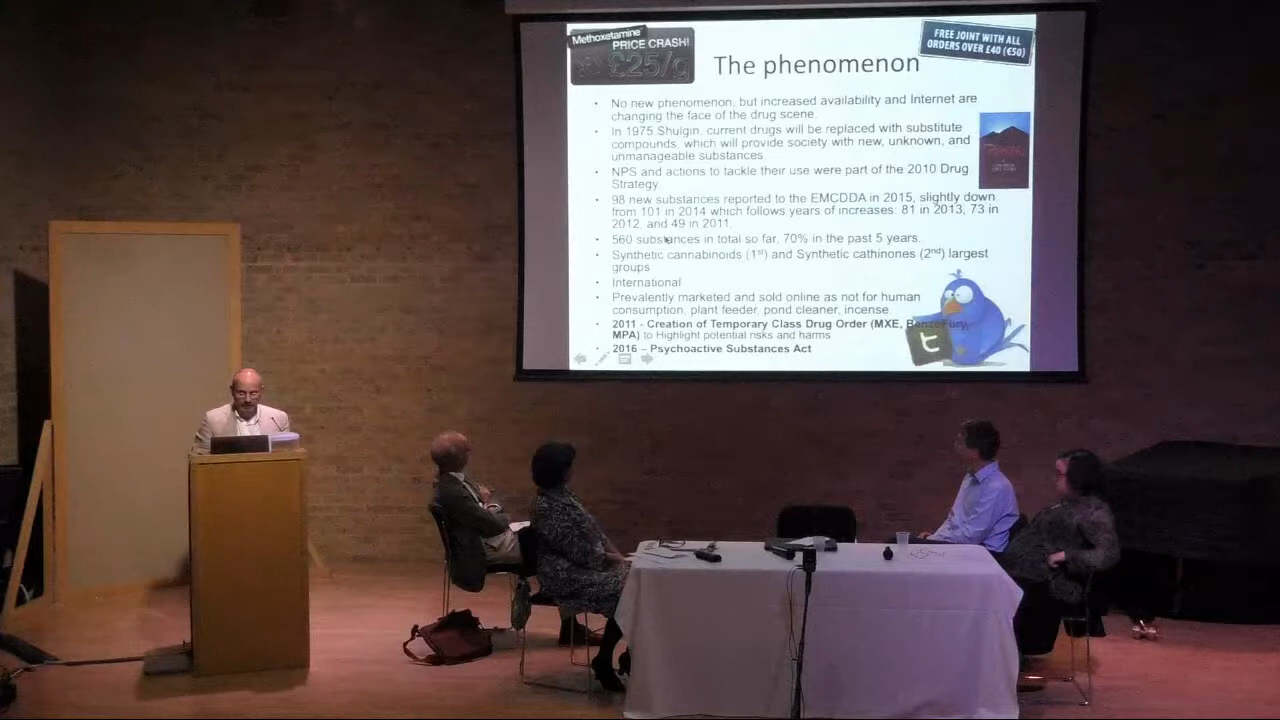 Methoxetamine
PRICE CRASH!
£25/g
FREE JOINT WITH ALL
ORDERS OVER £40 (€50)
The phenomenon
• No new phenomenon, but increased availability and Internet are
changing the face of the drug scene.
• In 1975 Shulgin, current drugs will be replaced with substitute
compounds, which will provide society with new, unknown, and
unmanageable substances.
• NPS and actions to tackle their use were part of the 2010 Drug
Strategy
• 98 new substances reported to the EMCDDA in 2015, slightly down
from 101 in 2014 which follows years of increases: 81 in 2013, 73 in
2012, and 49 in 2011.
• 560 substances in total so far, 70% in the past 5 years.
• Synthetic cannabinoids (1st) and Synthetic cathinones (2nd) largest
groups
• International
• Prevalently marketed and sold online as not for human
consumption, plant feeder, pond cleaner, incense.
• 2011 - Creation of Temporary Class Drug Order (MXE, BenzoFury,
MPA) to Highlight potential risks and harms
• 2016 – Psychoactive Substances Act
t